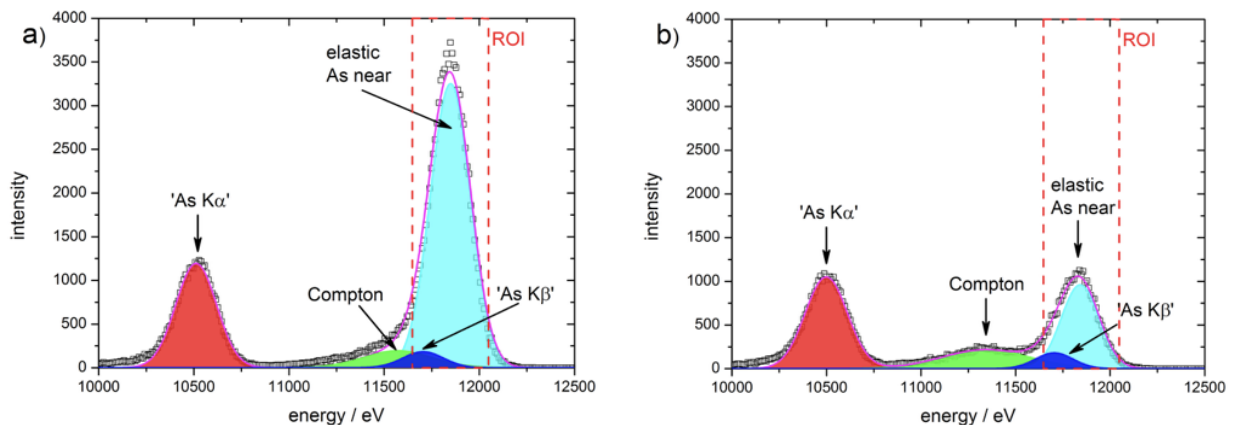 a)
4000
3500
3000
2500
2000
1500
1000
500
0
intensity
10000
10500
11000
11500
12000
12500
energy / eV
'As Kα'
elastic
As near
ROI
Compton
'As Kβ'
b)
4000
3500
3000
2500
2000
1500
1000
500
0
intensity
10000
10500
11000
11500
12000
12500
energy / eV
'As Kα'
Compton
elastic
As near
ROI
'As Kβ'